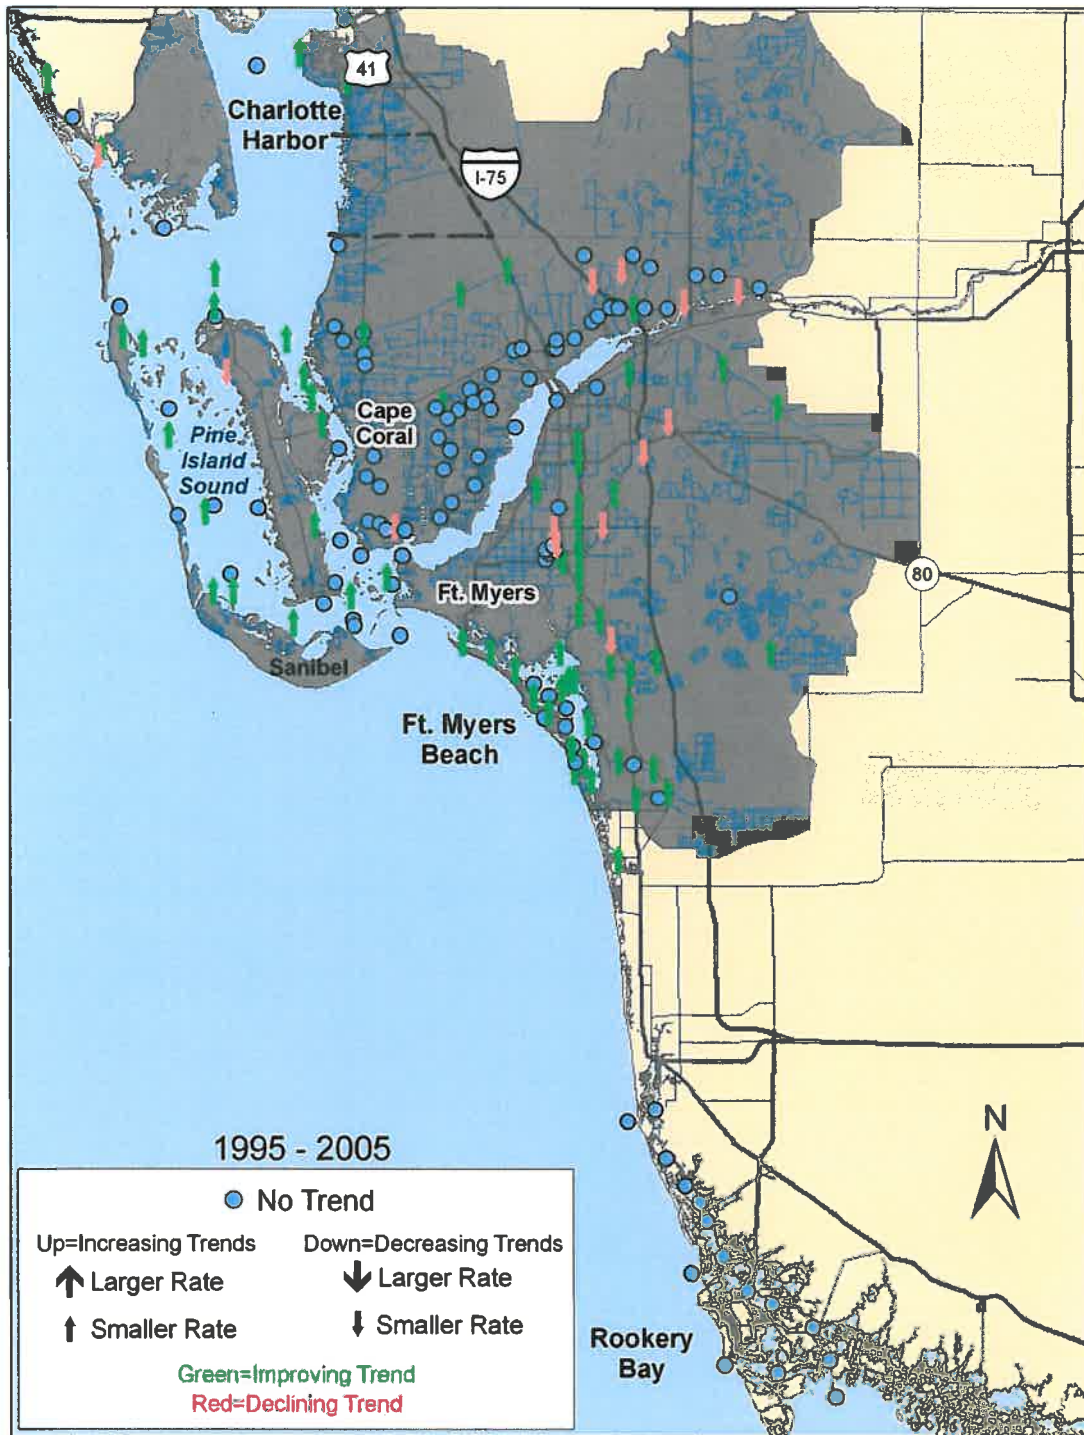 41
Charlotte
Harbor
I-75
Cape
Coral
Pine
Island
Sound
80
Ft. Myers
Sanibel
Ft. Myers
Beach
N
1995 - 2005
No Trend
Up=Increasing Trends
Down=Decreasing Trends
Larger Rate
Larger Rate
Smaller Rate
Smaller Rate
Green=Improving Trend
Red=Declining Trend
Rookery
Bay